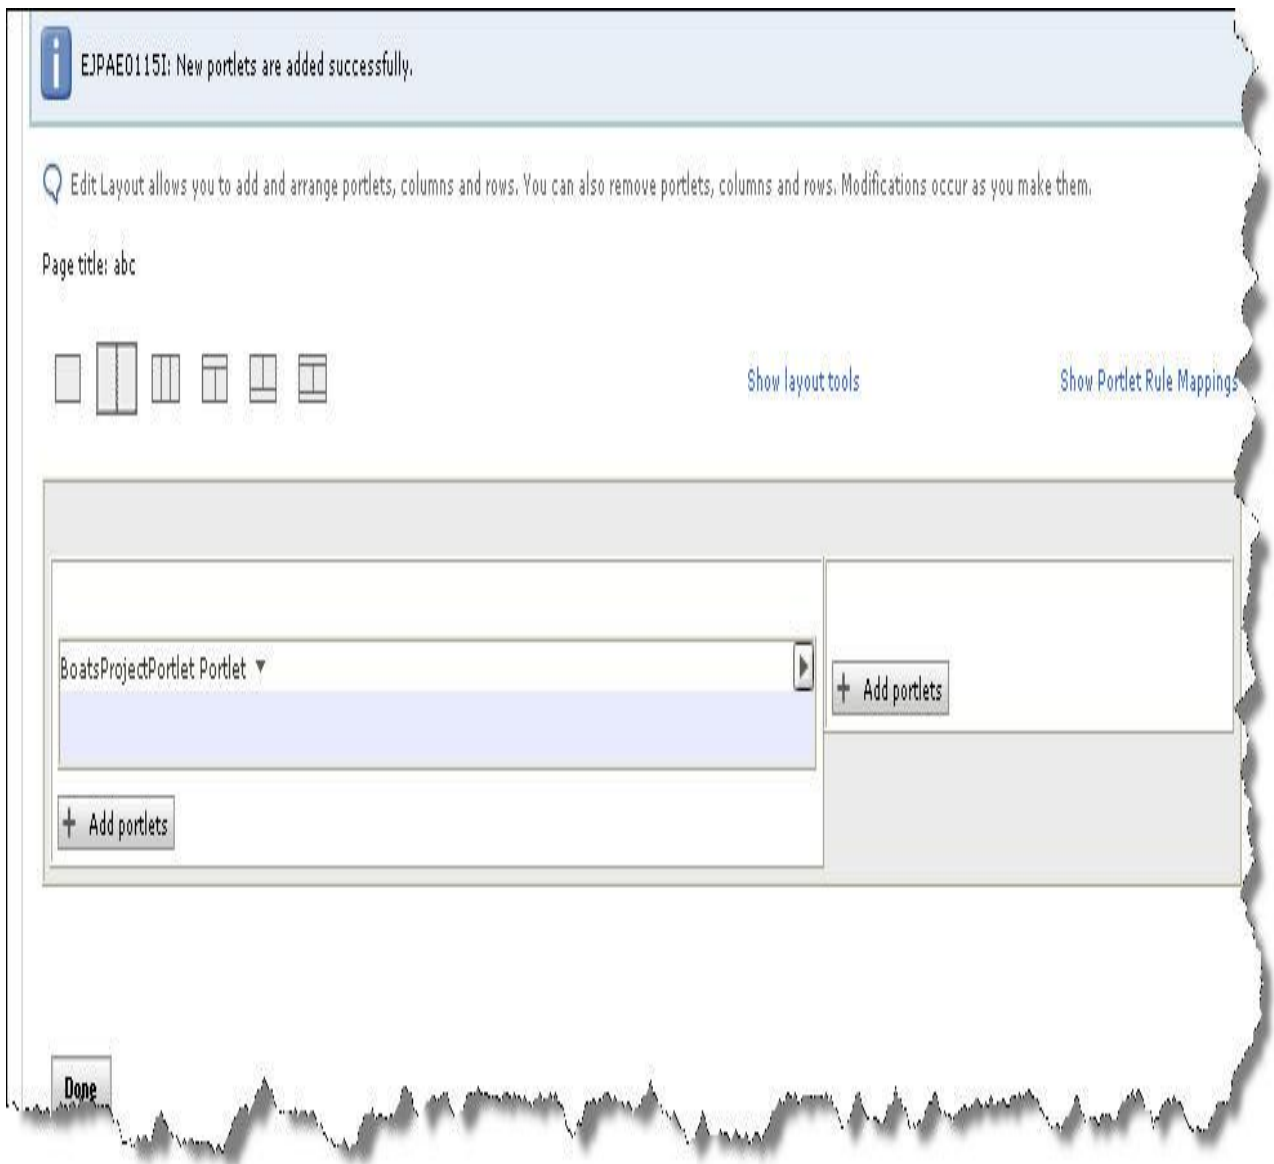 EJPAE0115I: New portlets are added successfully.
Edit Layout allows you to add and arrange portlets, columns and rows. You can also remove portlets, columns and rows. Modifications occur as you make them.
Page title: abc
Show layout tools
Show Portlet Rule Mappings
BoatsProjectPortlet Portlet
+ Add portlets
+ Add portlets
Done